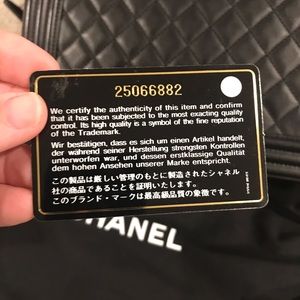 25066882
We certify the authenticity of this item and confirm
that it has been subjected to the most exacting quality
control. Its high quality is a symbol of the fine reputation
of the Trademark.
Wir bestätigen, dass es sich um einen Artikel handelt,
der während seiner Herstellung strengsten Kontrollen
unterworfen war, und dessen erstklassige Qualität
dem hohen Ansehen unserer Marke entspricht.
この製品は厳しい管理のもとに製造されたシャネル
社の商品であることを証明いたします。
このブランド・マークは最高級品質の象徴です。
CHANEL